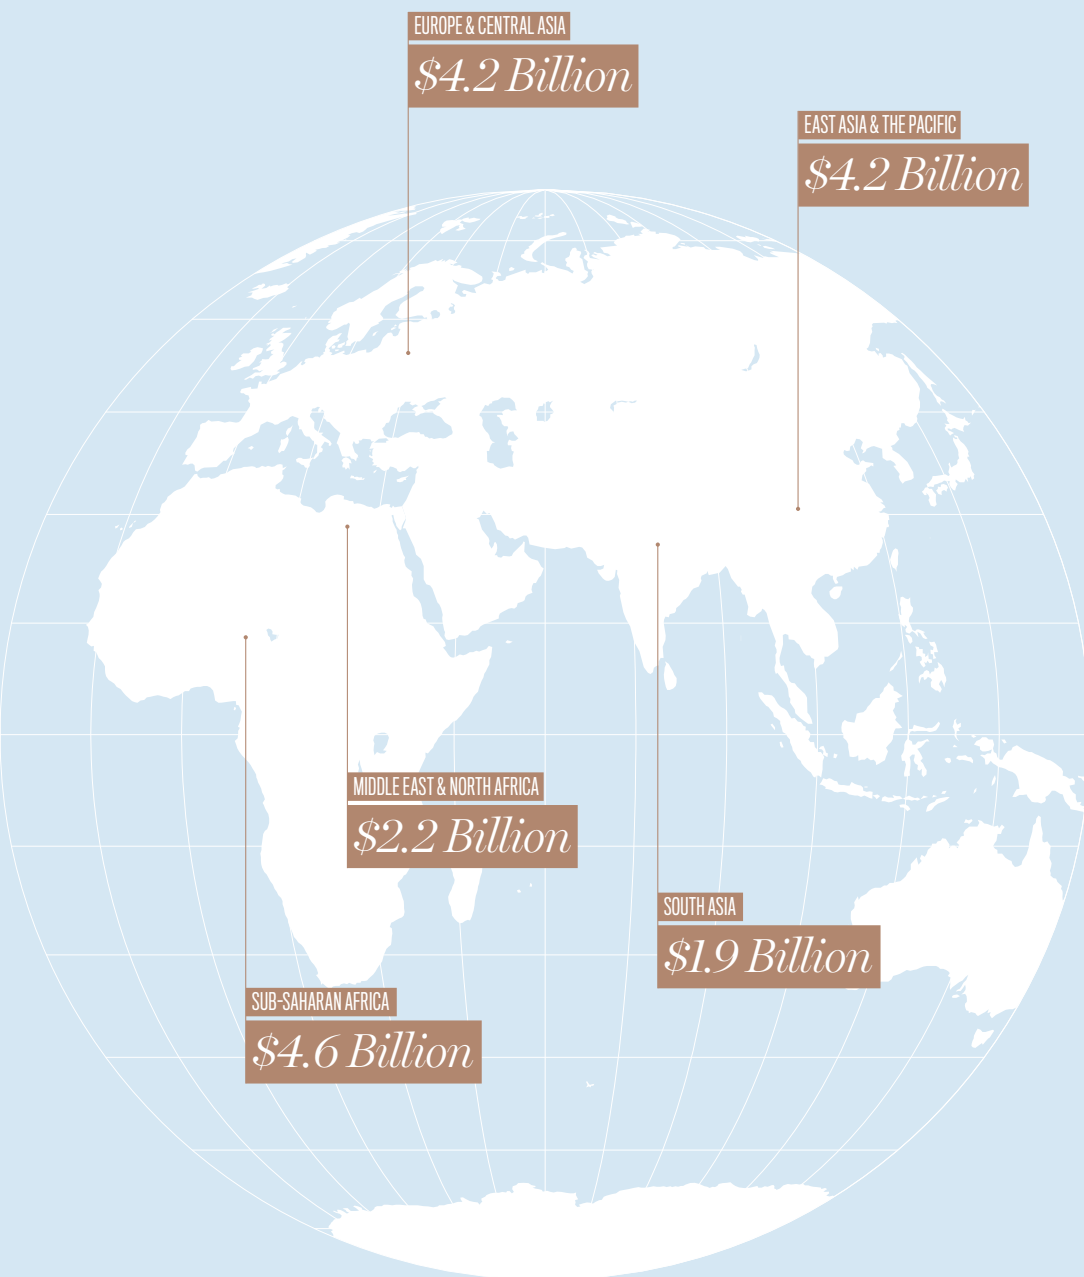 EUROPE & CENTRAL ASIA
$4.2 Billion
EAST ASIA & THE PACIFIC
$4.2 Billion
MIDDLE EAST & NORTH AFRICA
$2.2 Billion
SOUTH ASIA
$1.9 Billion
SUB-SAHARAN AFRICA
$4.6 Billion